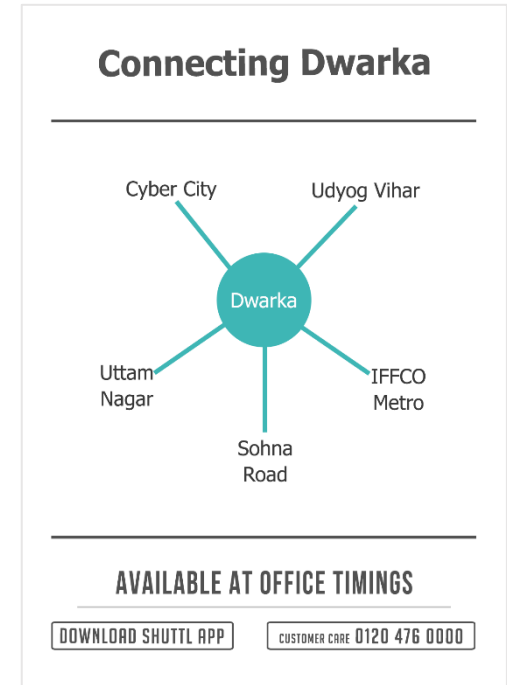 Connecting Dwarka
Cyber City
Udyog Vihar
Dwarka
Uttam
Nagar
IFFCO
Metro
Sohna
Road
AVAILABLE AT OFFICE TIMINGS
DOWNLOAD SHUTTL APP
CUSTOMER CARE 0120 476 0000